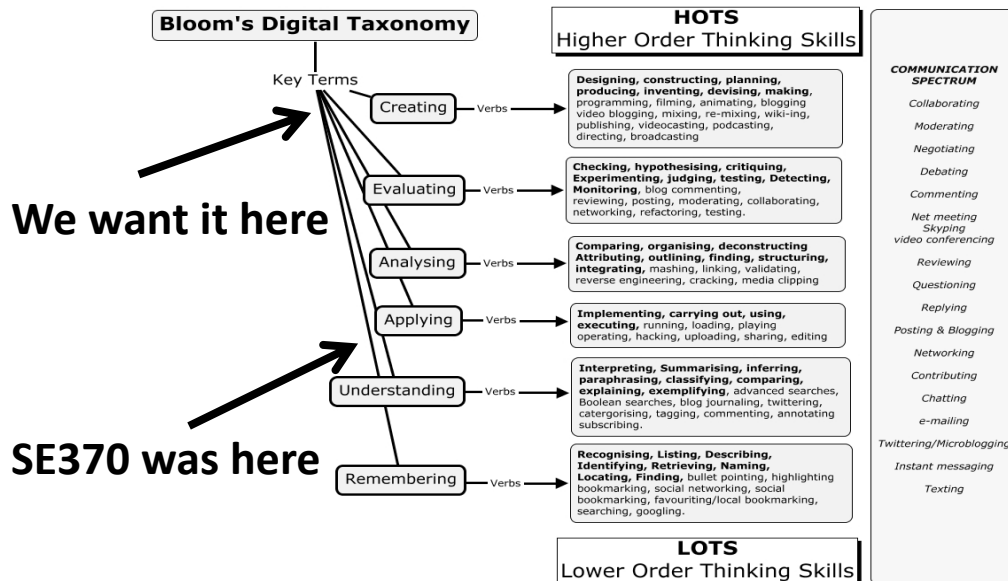 Bloom's Digital Taxonomy
HOTS
Higher Order Thinking Skills
Key Terms
Creating
Verbs
Designing, constructing, planning,
producing, inventing, devising, making,
programming, filming, animating, blogging
video blogging, mixing, re-mixing, wiki-ing,
publishing, videocasting, podcasting,
directing, broadcasting
We want it here
Evaluating
Verbs
Checking, hypothesising, critiquing,
Experimenting, judging, testing, Detecting,
Monitoring, blog commenting,
reviewing, posting, moderating, collaborating,
networking, refactoring, testing.
Analysing
Verbs
Comparing, organising, deconstructing
Attributing, outlining, finding, structuring,
integrating, mashing, linking, validating,
reverse engineering, cracking, media clipping
Applying
Verbs
Implementing, carrying out, using,
executing, running, loading, playing
operating, hacking, uploading, sharing, editing
Understanding
Verbs
Interpreting, Summarising, inferring,
paraphrasing, classifying, comparing,
explaining, exemplifying, advanced searches,
Boolean searches, blog journaling, twittering,
catergorising, tagging, commenting, annotating
subscribing.
SE370 was here
Remembering
Verbs
Recognising, Listing, Describing,
Identifying, Retrieving, Naming,
Locating, Finding, bullet pointing, highlighting
bookmarking, social networking, social
bookmarking, favouriting/local bookmarking,
searching, googling.
LOTS
Lower Order Thinking Skills
COMMUNICATION
SPECTRUM
Collaborating
Moderating
Negotiating
Debating
Commenting
Net meeting
Skyping
video conferencing
Reviewing
Questioning
Replying
Posting & Blogging
Networking
Contributing
Chatting
e-mailing
Twittering/Microblogging
Instant messaging
Texting